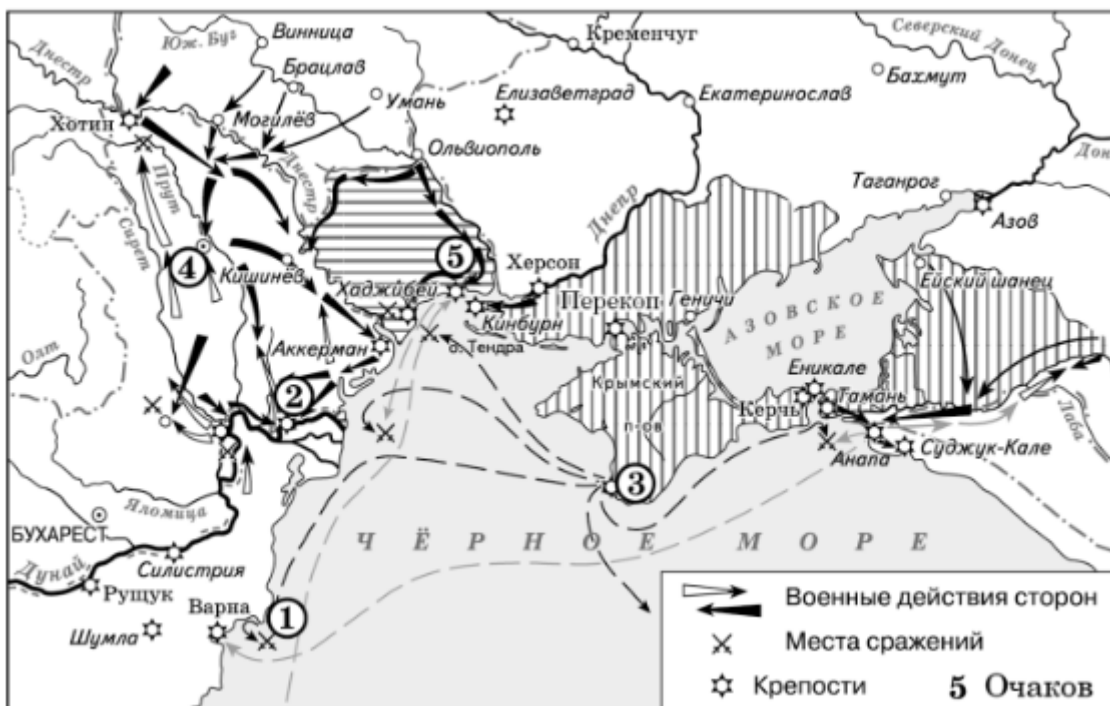 Юж. Буг
Винница
Кременчуг
Северский Донец
Днестр
Брацлав
Бахмут
Умань
Елизаветград
Екатеринослав
Хотин
Могилёв
Ольвиополь
Днестр
Прут
Днепр
Таганрог
Азов
Сирет
4
Кишинёв
5
Херсон
Хаджибей
Перекоп
Геничи
Ейский шанец
Кинбурн
АЗОВСКОЕ
МОРЕ
Олт
Аккерман
о. Тендра
Крымский
п-ов
Еникале
Тамань
Керчь
2
Лаба
Анапа
Суджук-Кале
3
Яломица
БУХАРЕСТ
ЧЁРНОЕ МОРЕ
Дунай
Силистрия
Рущук
Варна
1
Шумла
Военные действия сторон
Места сражений
Крепости
5 Очаков